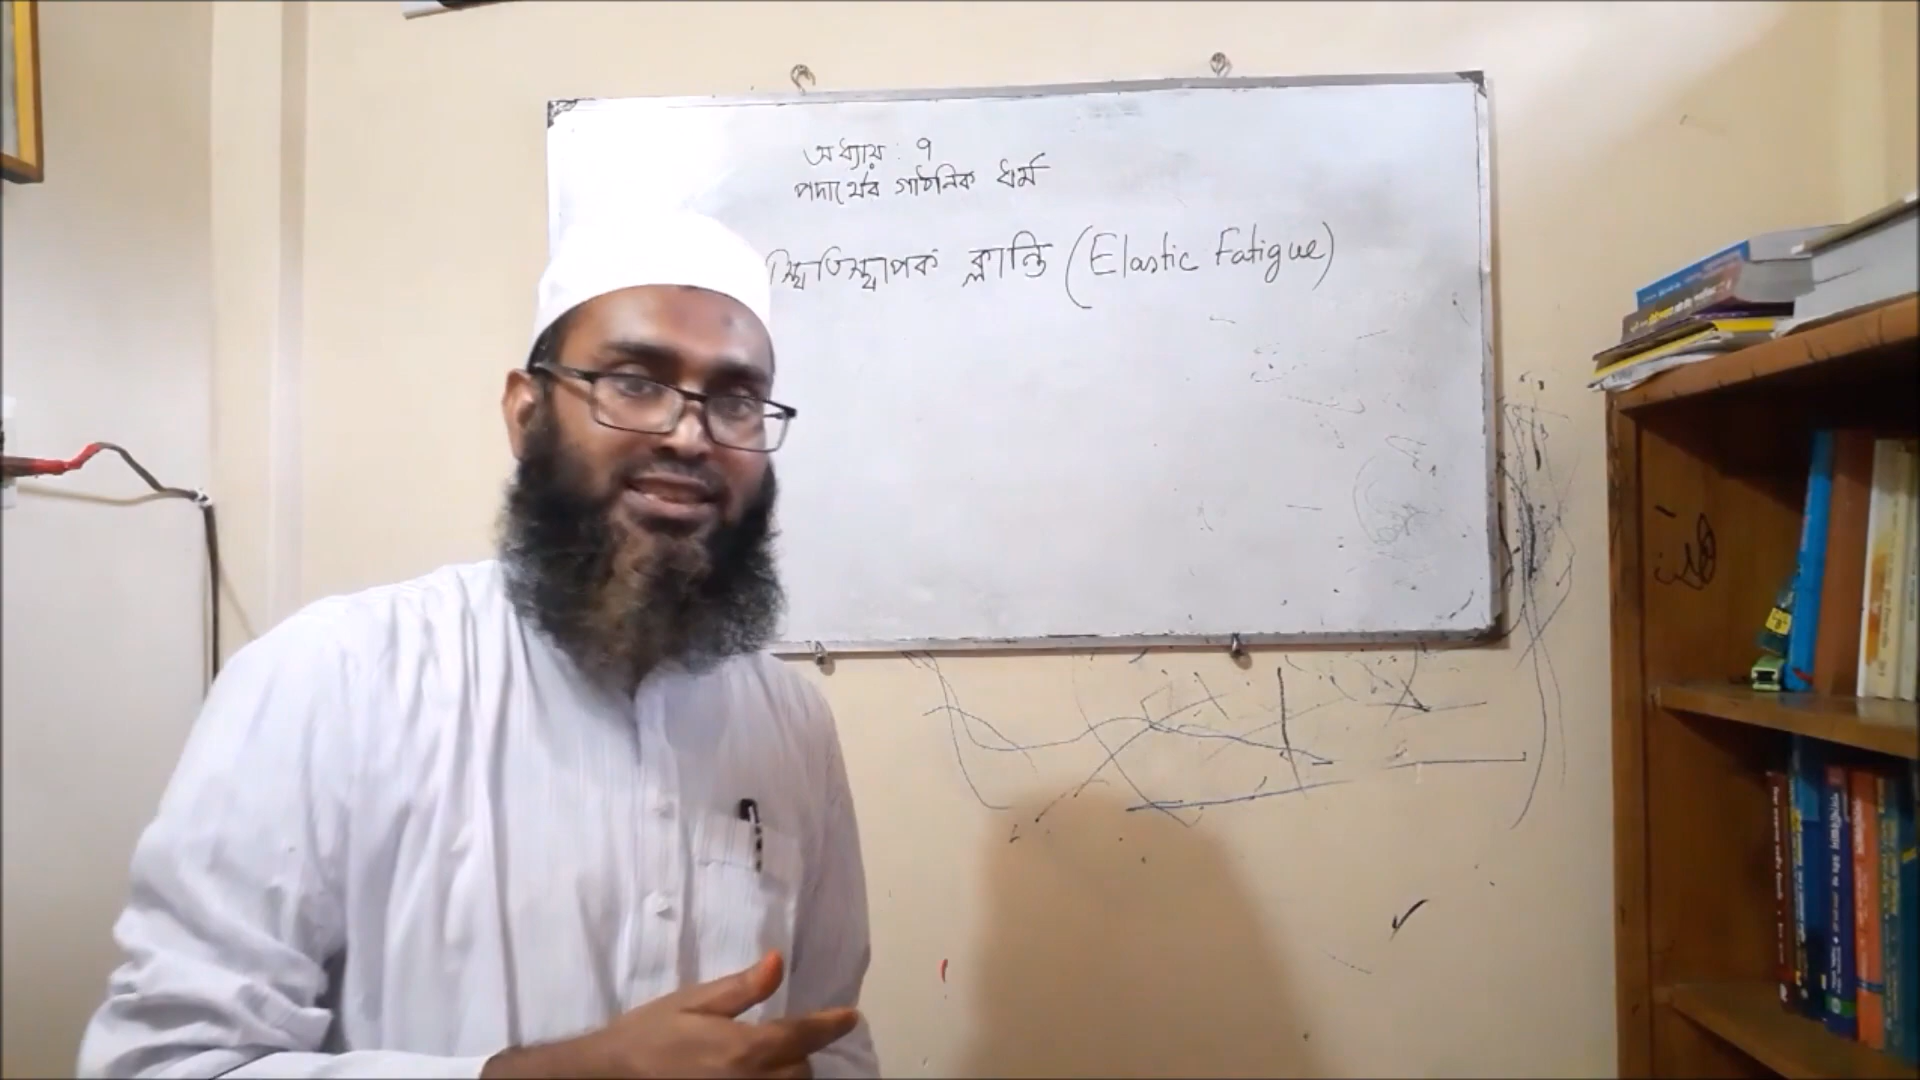 অধ্যায় : ৭
পদার্থের গাঠনিক ধর্ম
স্থিতিস্থাপক ক্লান্তি (Elastic Fatigue)